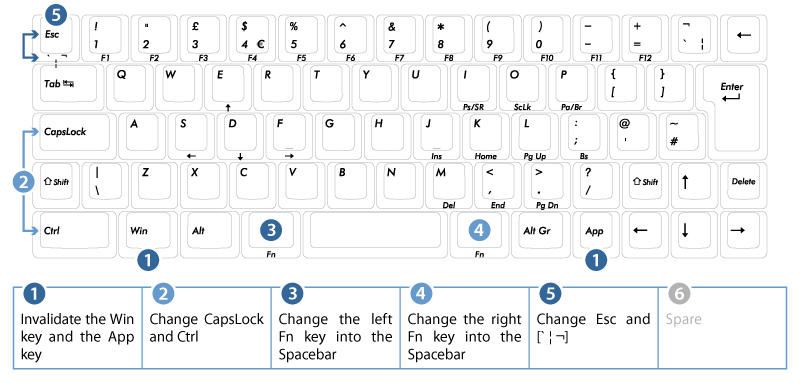 5
Esc ! " £ $ % ^ & * ( ) – + ¬ ←
1 2 3 4 € 5 6 7 8 9 0 – = ` ¦
` ¦ ¬ F1 F2 F3 F4 F5 F6 F7 F8 F9 F10 F11 F12
Tab Q W E R T Y U I O P { } Enter
[ ]
↑ Ps/SR ScLk Pa/Br
CapsLock A S D F G H J K L : @ ~
_ _ ; ' #
← ↓ → Ins Home Pg Up Bs
2
⇧Shift | Z X C V B N M < > ? ⇧Shift ↑ Delete
\ , . /
Del End Pg Dn
Ctrl Win Alt 3 4 Alt Gr App ← ↓ →
Fn Fn
1 1
1 2 3 4 5 6
Invalidate the Win Change CapsLock Change the left Change the right Change Esc and Spare
key and the App and Ctrl Fn key into the Fn key into the [` ¦ ¬]
key Spacebar Spacebar